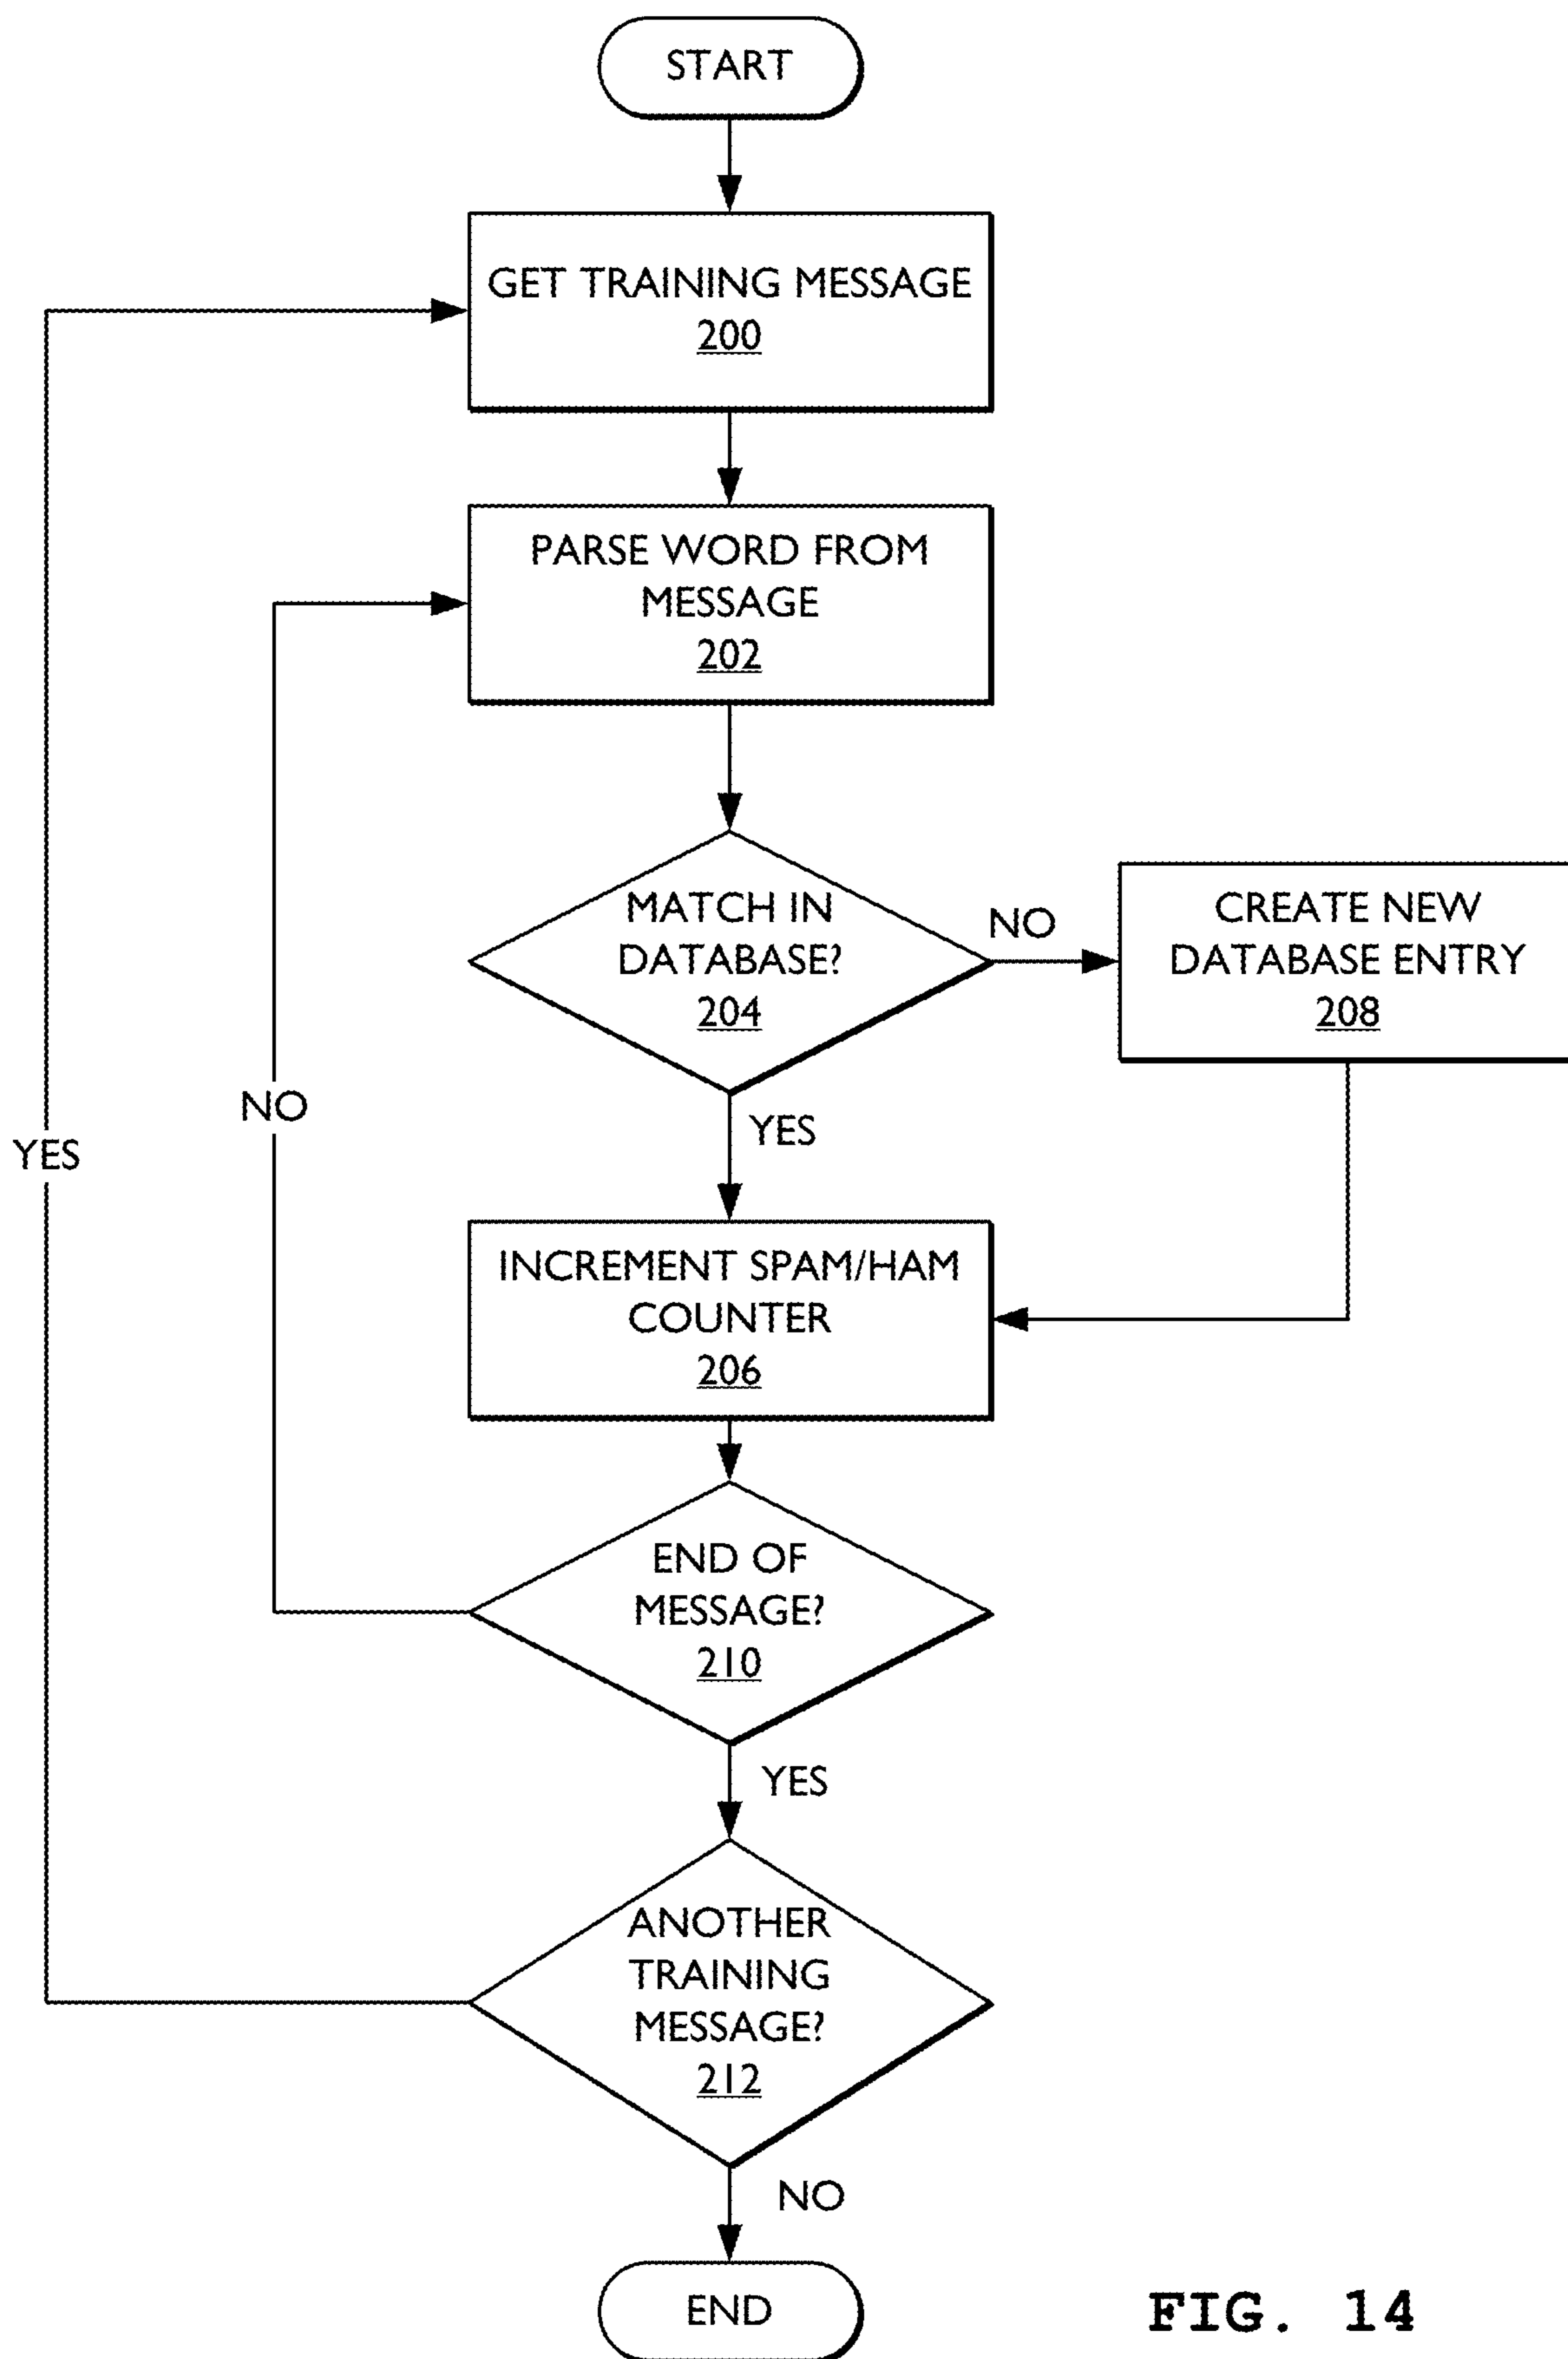 START
GET TRAINING MESSAGE
200
PARSE WORD FROM
MESSAGE
202
MATCH IN
DATABASE?
204
NO
CREATE NEW
DATABASE ENTRY
208
NO
YES
YES
INCREMENT SPAM/HAM
COUNTER
206
END OF
MESSAGE?
210
YES
ANOTHER
TRAINING
MESSAGE?
212
NO
END
FIG. 14